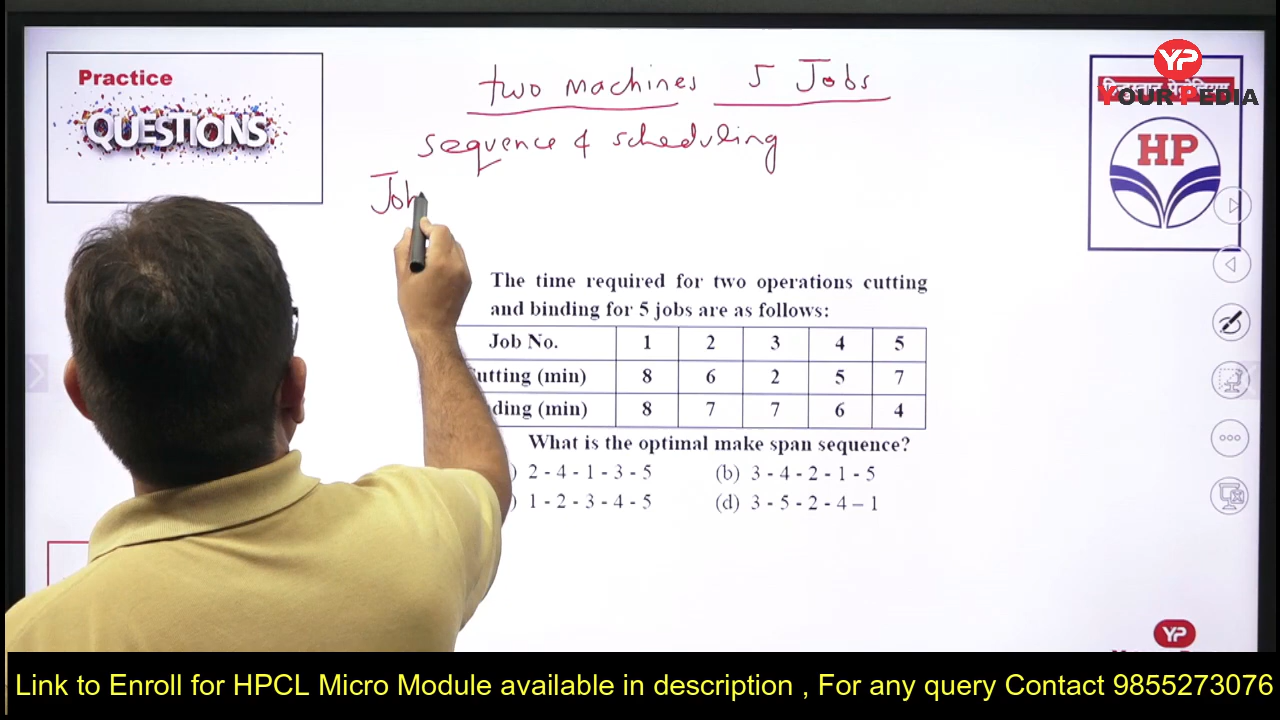 Practice
QUESTIONS
two machines 5 Jobs
sequence & scheduling
Job
YP
YOUR PEDIA
HP
The time required for two operations cutting
and binding for 5 jobs are as follows:
Job No. 1 2 3 4 5
utting (min) 8 6 2 5 7
ding (min) 8 7 7 6 4
What is the optimal make span sequence?
) 2 - 4 - 1 - 3 - 5 (b) 3 - 4 - 2 - 1 - 5
) 1 - 2 - 3 - 4 - 5 (d) 3 - 5 - 2 - 4 – 1
YP
Link to Enroll for HPCL Micro Module available in description , For any query Contact 9855273076